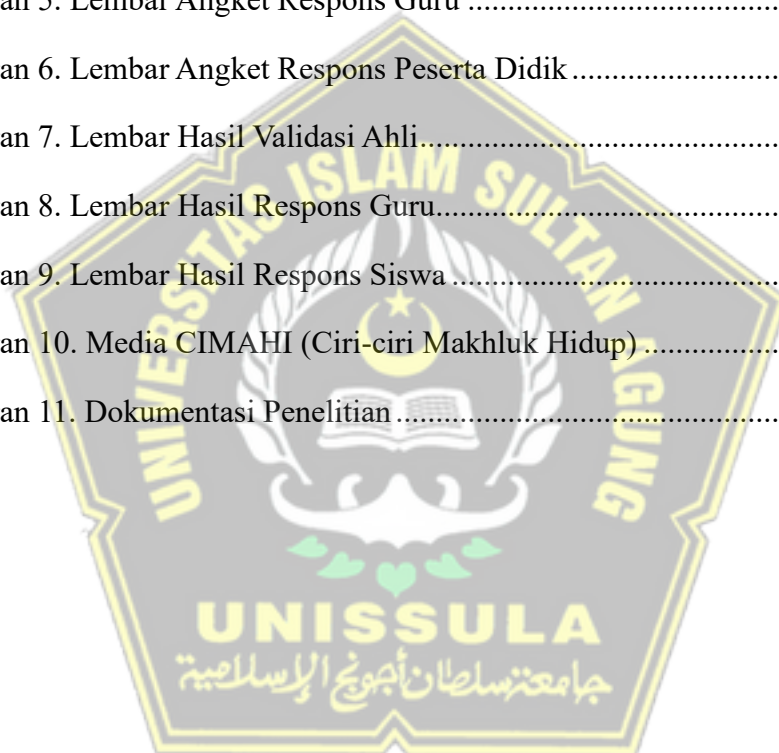 an 5. Lembar Angket Respons Guru ........................................
an 6. Lembar Angket Respons Peserta Didik ..........................
an 7. Lembar Hasil Validasi Ahli.............................................
an 8. Lembar Hasil Respons Guru...........................................
an 9. Lembar Hasil Respons Siswa .........................................
an 10. Media CIMAHI (Ciri-ciri Makhluk Hidup) .................
an 11. Dokumentasi Penelitian ................................................
UNIVERSITAS ISLAM SULTAN AGUNG
UNISSULA
جامعة سلطان أجونج الإسلامية